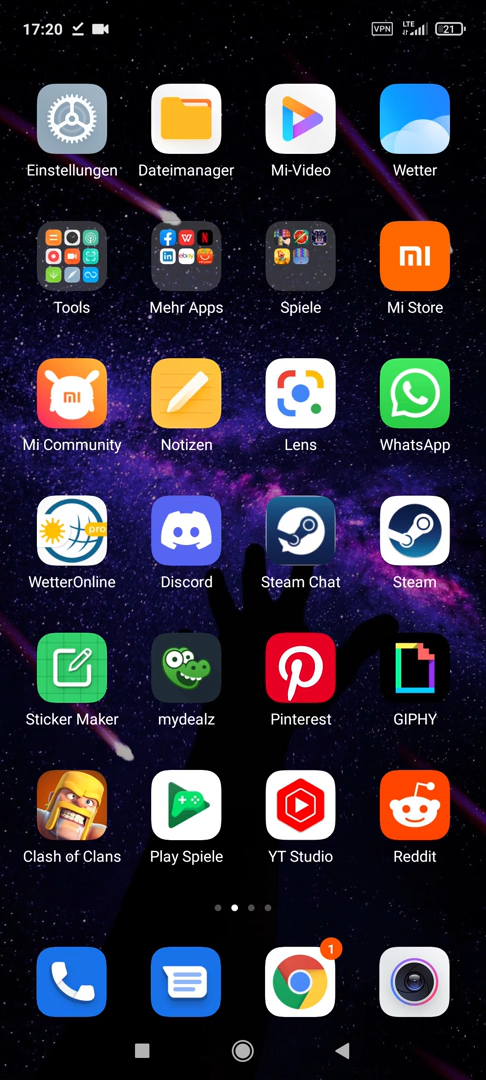 17:20 VPN LTE 21
Einstellungen Dateimanager Mi-Video Wetter
Tools Mehr Apps Spiele Mi Store
Mi Community Notizen Lens WhatsApp
pro
WetterOnline Discord Steam Chat Steam
Sticker Maker mydealz Pinterest GIPHY
Clash of Clans Play Spiele YT Studio Reddit
1